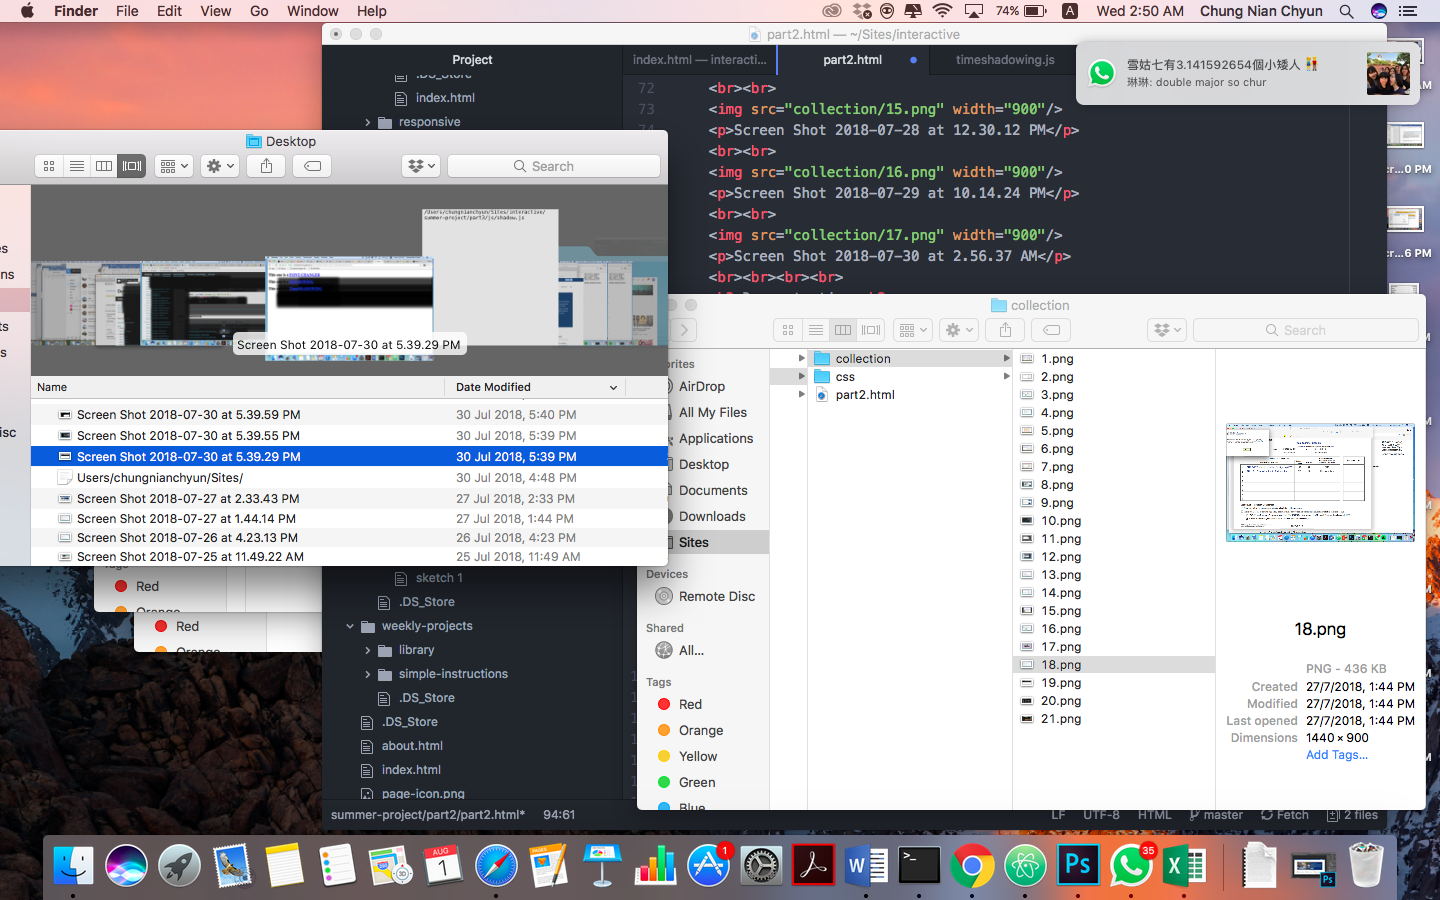 Finder File Edit View Go Window Help 74% A Wed 2:50 AM Chung Nian Chyun
part2.html — ~/Sites/interactive
Project
index.html — interacti...
part2.html
timeshadowing.js
雪姑七有3.141592654個小矮人
琳琳: double major so chur
.DS_Store
index.html
responsive
72 <br><br>
73 <img src="collection/15.png" width="900"/>
74 <p>Screen Shot 2018-07-28 at 12.30.12 PM</p>
<br><br>
<img src="collection/16.png" width="900"/>
<p>Screen Shot 2018-07-29 at 10.14.24 PM</p>
<br><br>
<img src="collection/17.png" width="900"/>
<p>Screen Shot 2018-07-30 at 2.56.37 AM</p>
<br><br><br><br>
Desktop
Search
/Users/chungnianchyun/Sites/interactive/
summer-project/part3/js/shadow.js
Screen Shot 2018-07-30 at 5.39.29 PM
Name Date Modified
Screen Shot 2018-07-30 at 5.39.59 PM 30 Jul 2018, 5:40 PM
Screen Shot 2018-07-30 at 5.39.55 PM 30 Jul 2018, 5:39 PM
Screen Shot 2018-07-30 at 5.39.29 PM 30 Jul 2018, 5:39 PM
Users/chungnianchyun/Sites/ 30 Jul 2018, 4:48 PM
Screen Shot 2018-07-27 at 2.33.43 PM 27 Jul 2018, 2:33 PM
Screen Shot 2018-07-27 at 1.44.14 PM 27 Jul 2018, 1:44 PM
Screen Shot 2018-07-26 at 4.23.13 PM 26 Jul 2018, 4:23 PM
Screen Shot 2018-07-25 at 11.49.22 AM 25 Jul 2018, 11:49 AM
Red
Orange
Red
Orange
sketch 1
.DS_Store
weekly-projects
library
simple-instructions
.DS_Store
.DS_Store
about.html
index.html
page-icon.png
summer-project/part2/part2.html* 94:61
LF UTF-8 HTML master Fetch 2 files
collection
Search
orites
AirDrop
All My Files
Applications
Desktop
Documents
Downloads
Sites
Devices
Remote Disc
Shared
All...
Tags
Red
Orange
Yellow
Green
Blue
collection
css
part2.html
1.png
2.png
3.png
4.png
5.png
6.png
7.png
8.png
9.png
10.png
11.png
12.png
13.png
14.png
15.png
16.png
17.png
18.png
19.png
20.png
21.png
18.png
PNG - 436 KB
Created 27/7/2018, 1:44 PM
Modified 27/7/2018, 1:44 PM
Last opened 27/7/2018, 1:44 PM
Dimensions 1440 × 900
Add Tags...
cr...0 PM
...6 PM
AUG
1
1
35